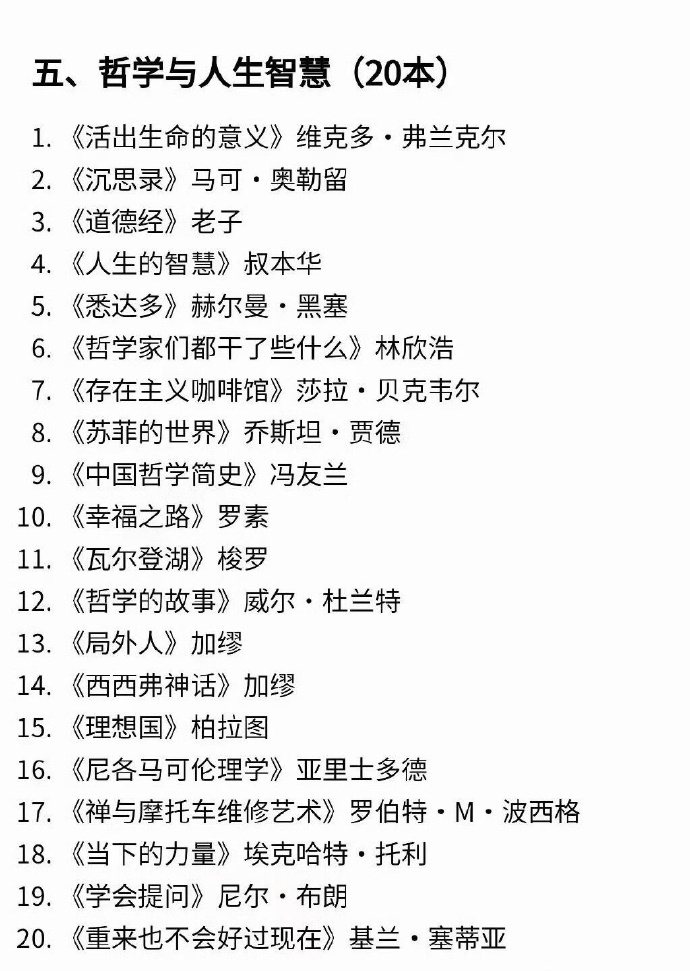 五、哲学与人生智慧（20本）
1. 《活出生命的意义》维克多・弗兰克尔
2. 《沉思录》马可・奥勒留
3. 《道德经》老子
4. 《人生的智慧》叔本华
5. 《悉达多》赫尔曼・黑塞
6. 《哲学家们都干了些什么》林欣浩
7. 《存在主义咖啡馆》莎拉・贝克韦尔
8. 《苏菲的世界》乔斯坦・贾德
9. 《中国哲学简史》冯友兰
10. 《幸福之路》罗素
11. 《瓦尔登湖》梭罗
12. 《哲学的故事》威尔・杜兰特
13. 《局外人》加缪
14. 《西西弗神话》加缪
15. 《理想国》柏拉图
16. 《尼各马可伦理学》亚里士多德
17. 《禅与摩托车维修艺术》罗伯特・M・波西格
18. 《当下的力量》埃克哈特・托利
19. 《学会提问》尼尔・布朗
20. 《重来也不会好过现在》基兰・塞蒂亚